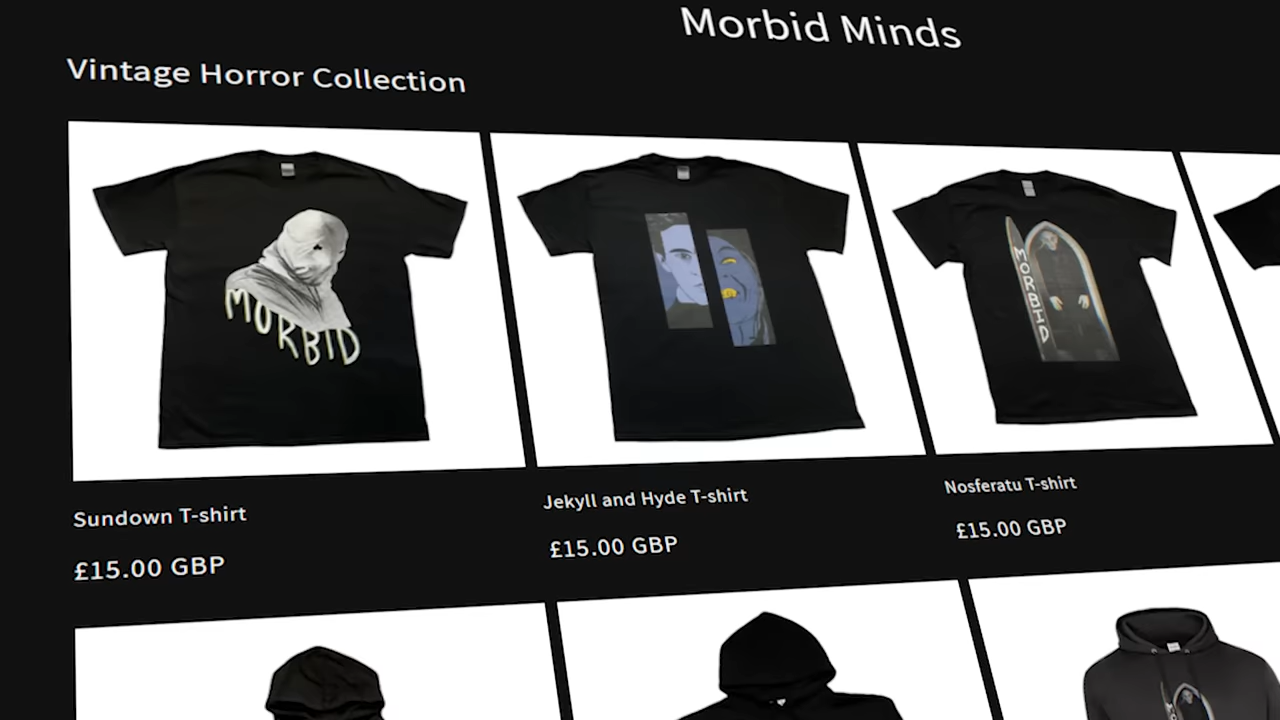 Morbid Minds
Vintage Horror Collection
MORBID
MORBID
Sundown T-shirt
£15.00 GBP
Jekyll and Hyde T-shirt
£15.00 GBP
Nosferatu T-shirt
£15.00 GBP